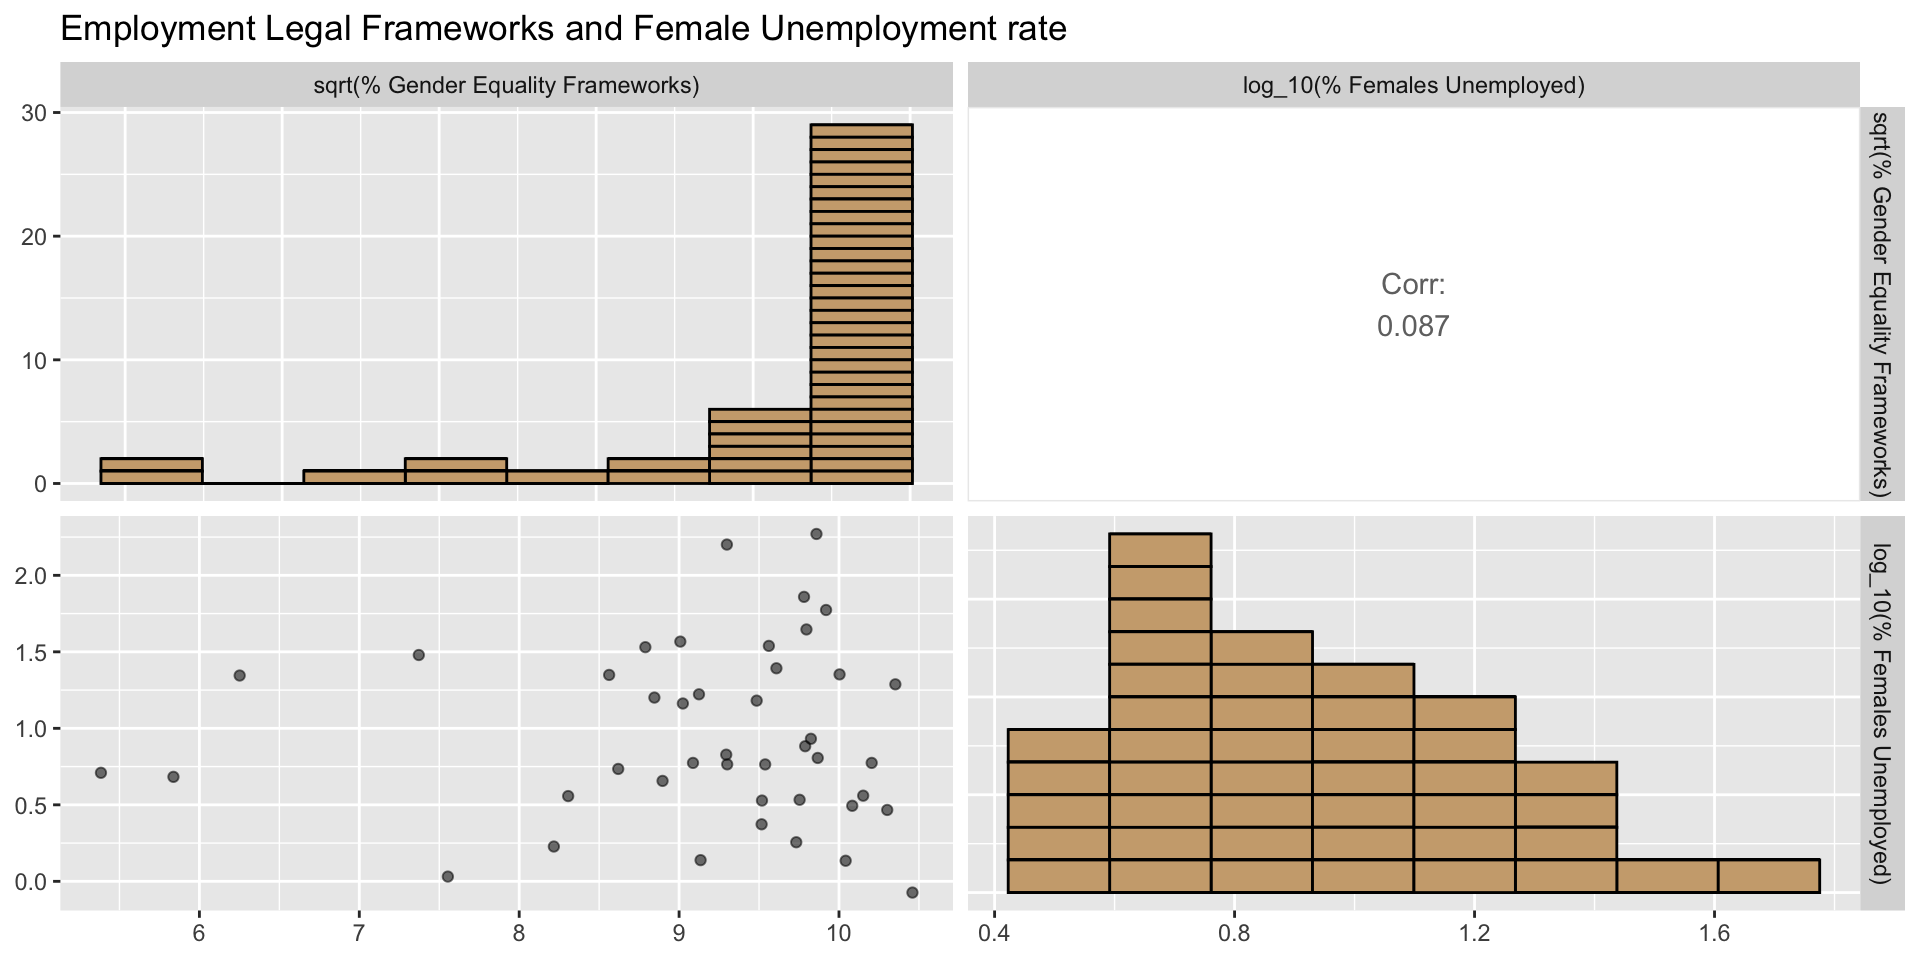 Employment Legal Frameworks and Female Unemployment rate
sqrt(% Gender Equality Frameworks)
log_10(% Females Unemployed)
30
20
10
0
Corr:
0.087
sqrt(% Gender Equality Frameworks)
2.0
1.5
1.0
0.5
0.0
log_10(% Females Unemployed)
6 7 8 9 10
0.4 0.8 1.2 1.6